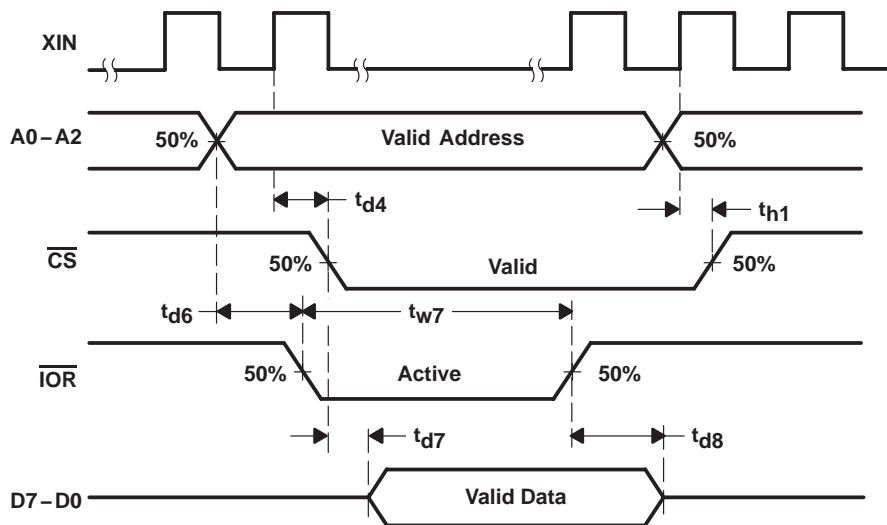 XIN
A0–A2
50%
Valid Address
50%
td4
th1
CS
50%
Valid
50%
td6
tw7
IOR
50%
Active
50%
td7
td8
D7–D0
Valid Data